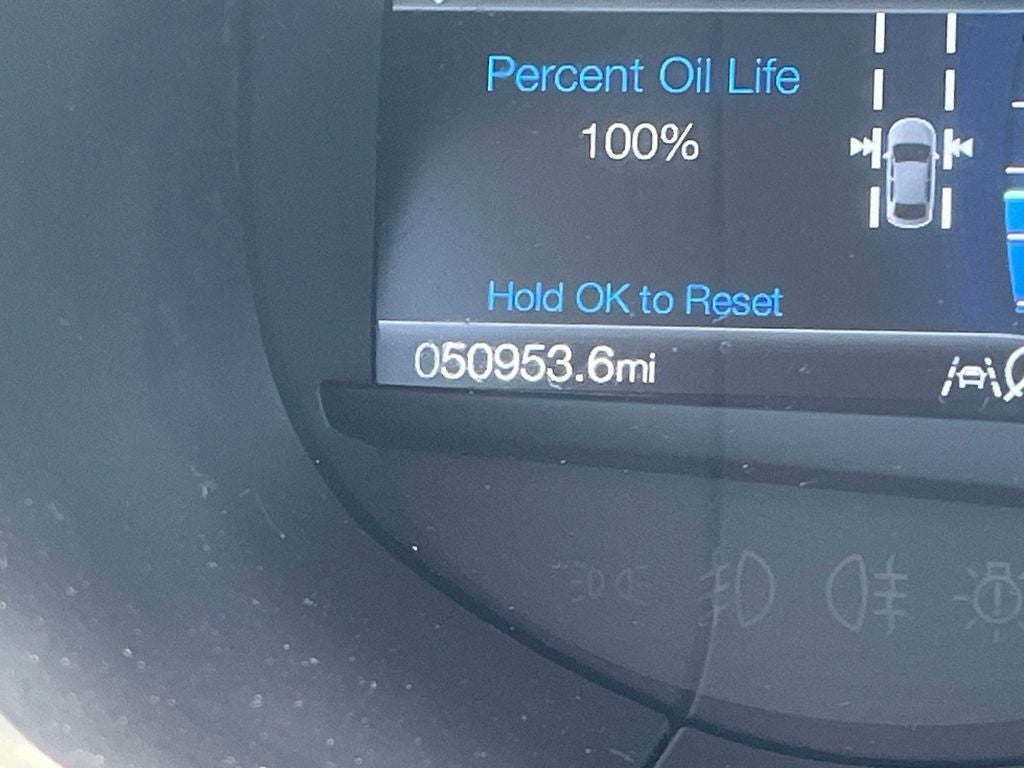 Percent Oil Life
100%
Hold OK to Reset
050953.6mi